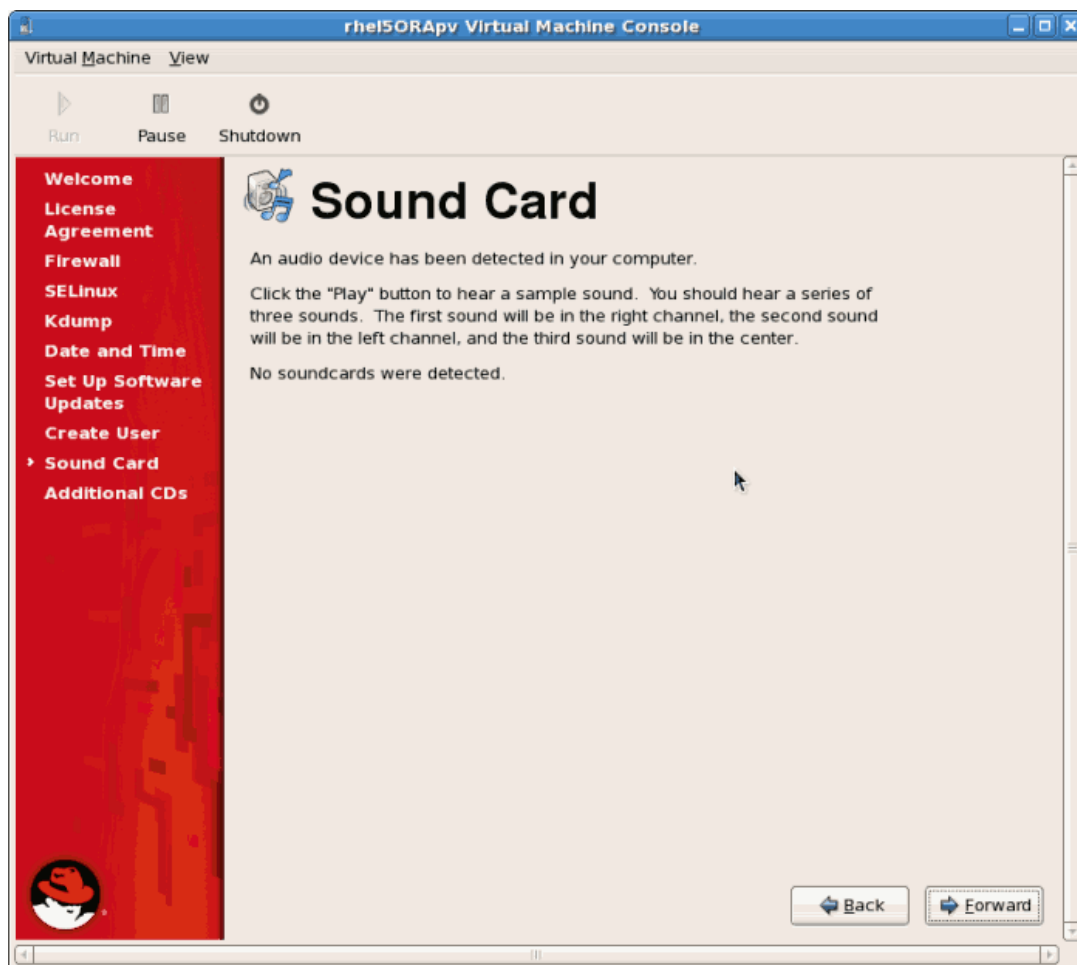 rhel5ORApv Virtual Machine Console
Virtual Machine View
Run Pause Shutdown
Welcome
License
Agreement
Firewall
SELinux
Kdump
Date and Time
Set Up Software
Updates
Create User
Sound Card
Additional CDs
Sound Card
An audio device has been detected in your computer.
Click the "Play" button to hear a sample sound. You should hear a series of
three sounds. The first sound will be in the right channel, the second sound
will be in the left channel, and the third sound will be in the center.
No soundcards were detected.
Back Forward